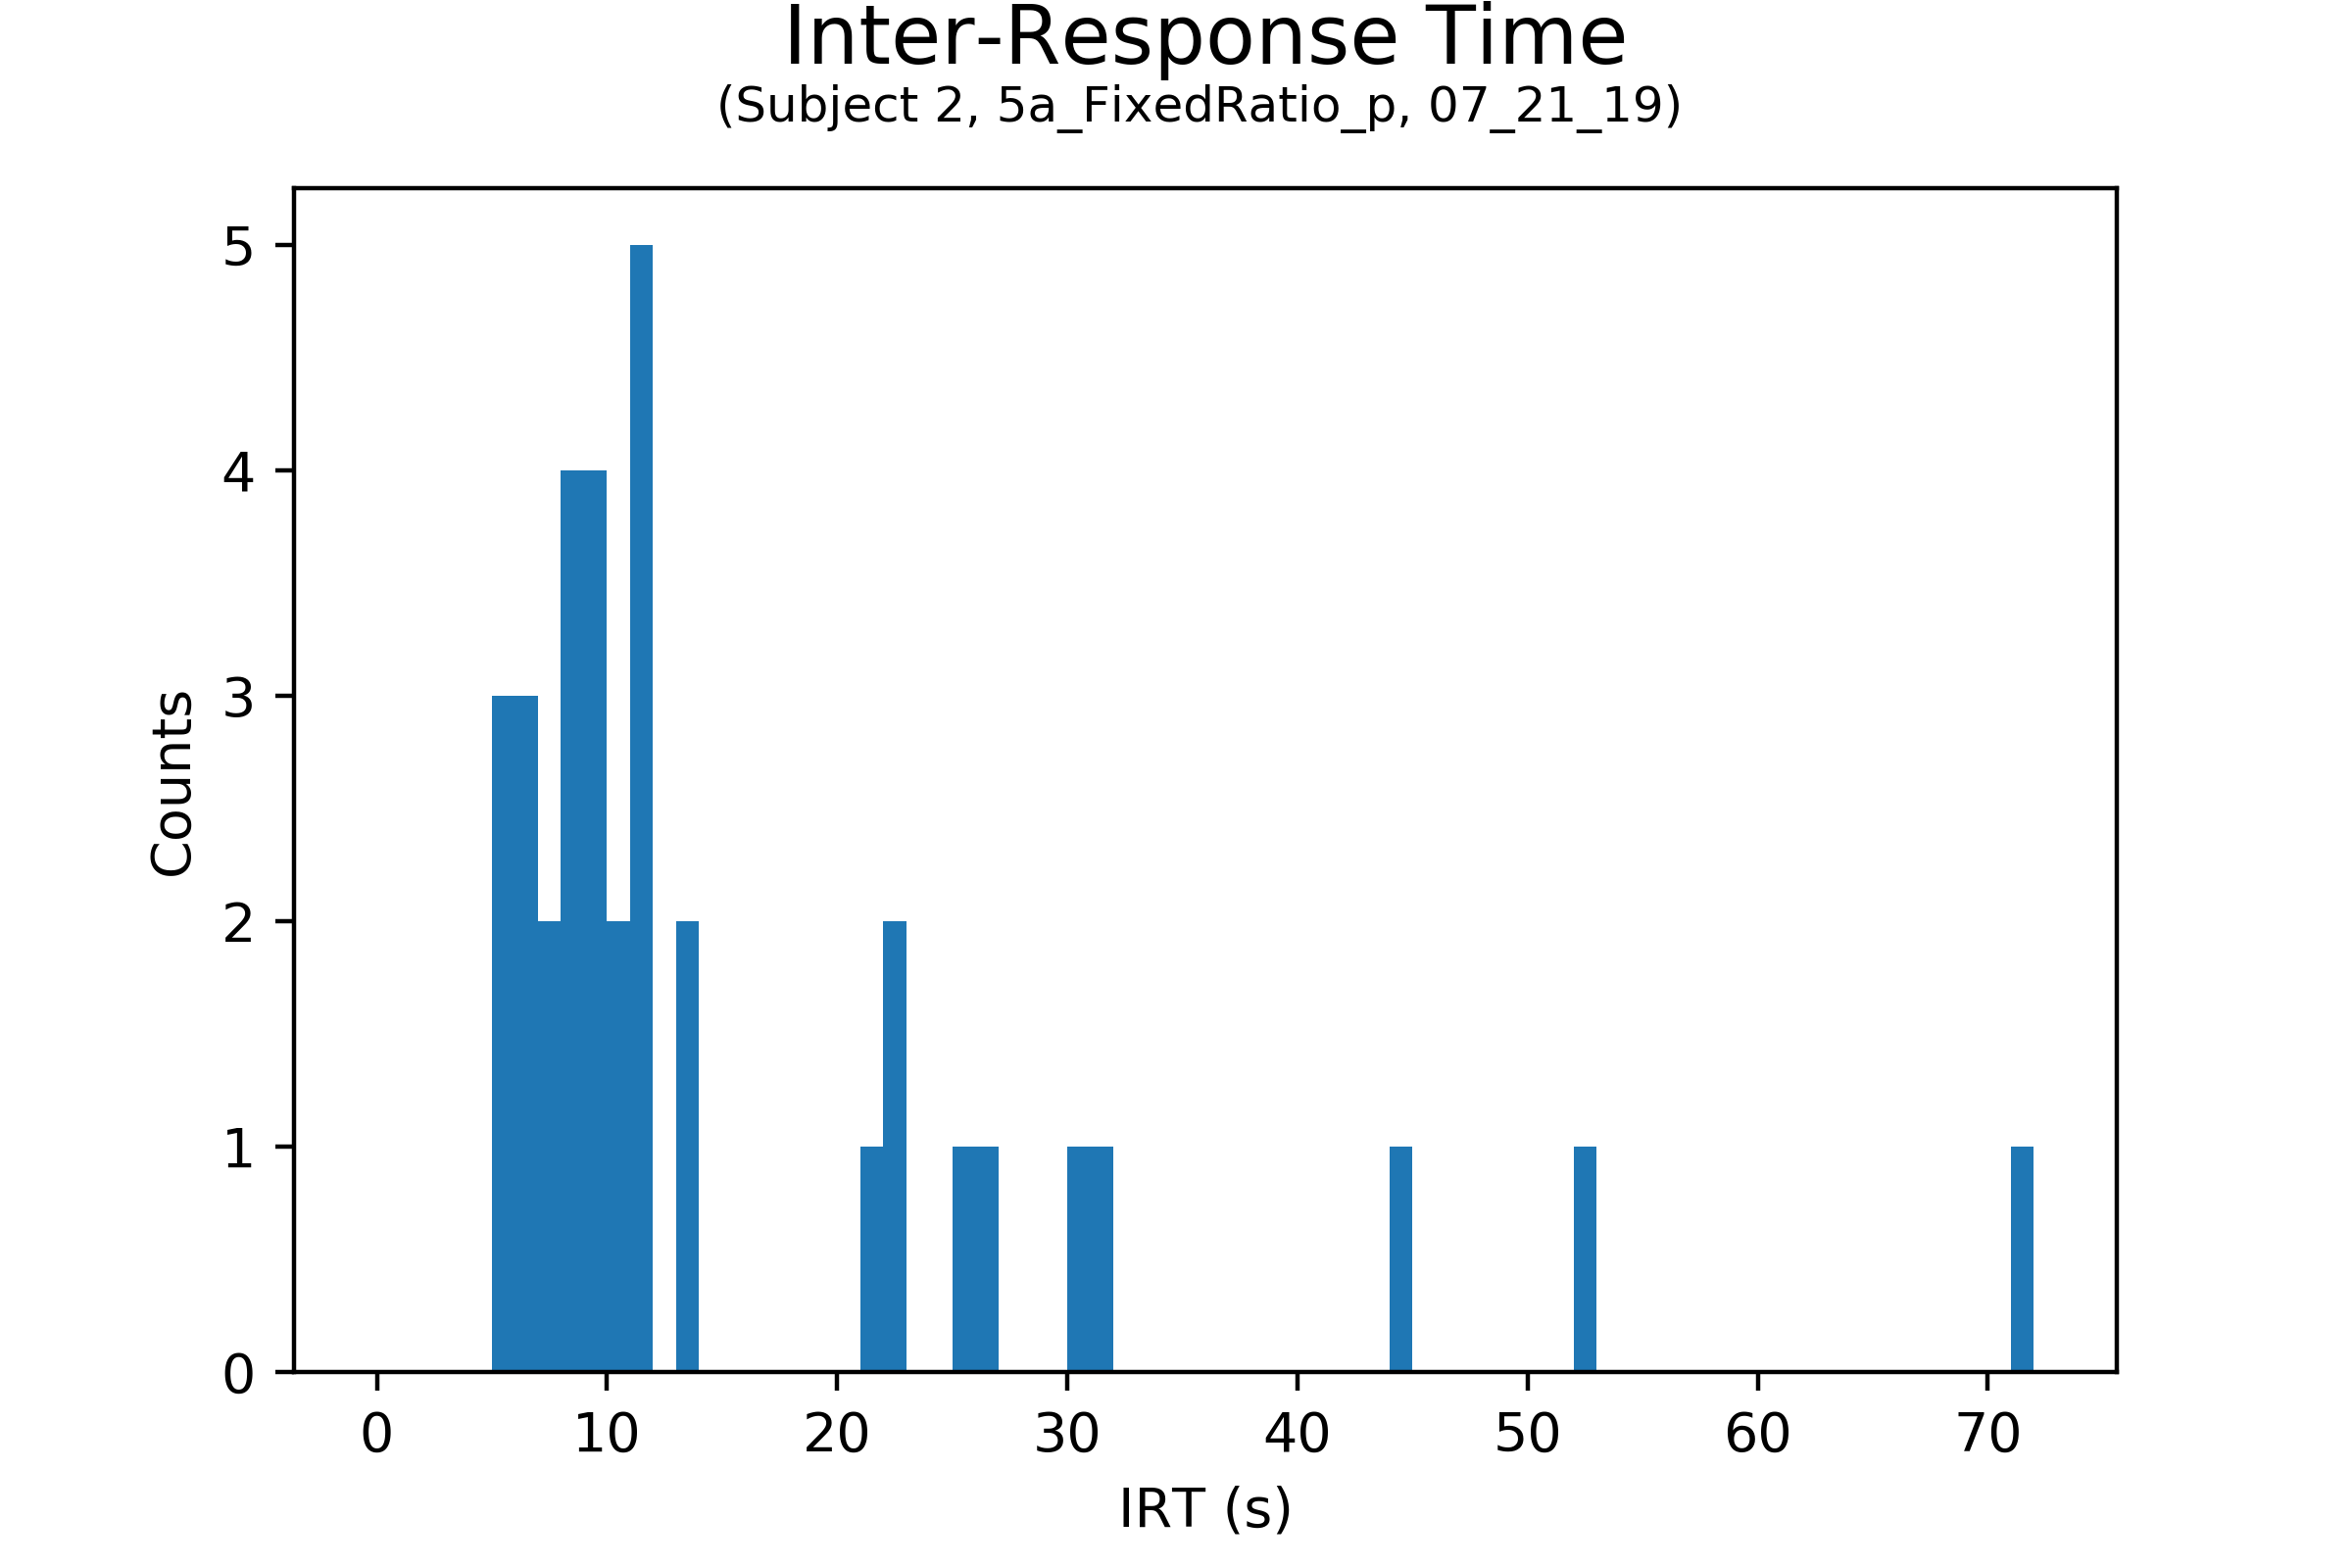 Inter-Response Time
(Subject 2, 5a_FixedRatio_p, 07_21_19)
5
4
3
2
1
0
Counts
0 10 20 30 40 50 60 70
IRT (s)